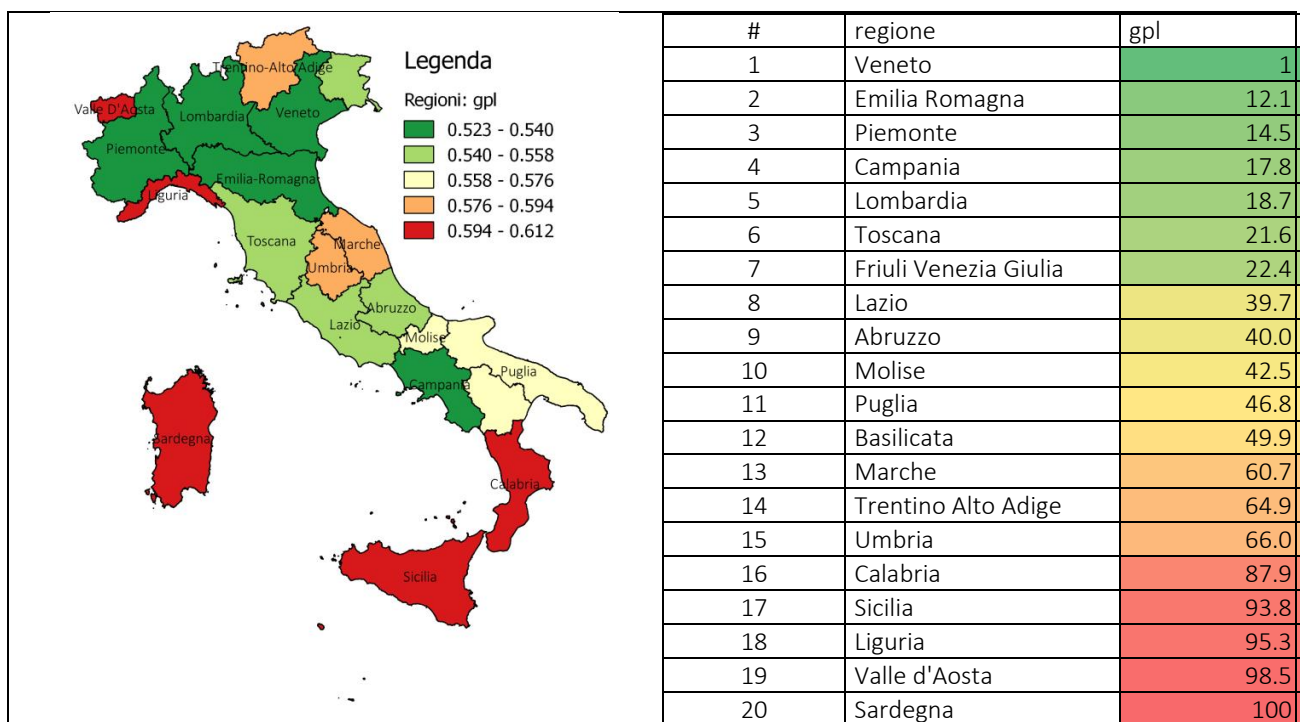 Legenda
Regioni: gpl
0.523 - 0.540
0.540 - 0.558
0.558 - 0.576
0.576 - 0.594
0.594 - 0.612
Trentino-Alto Adige
Valle D'Aosta
Lombardia
Veneto
Piemonte
Emilia-Romagna
Liguria
Toscana
Marche
Umbria
Abruzzo
Lazio
Molise
Puglia
Campania
Sardegna
Calabria
Sicilia
# regione gpl
1 Veneto 1
2 Emilia Romagna 12.1
3 Piemonte 14.5
4 Campania 17.8
5 Lombardia 18.7
6 Toscana 21.6
7 Friuli Venezia Giulia 22.4
8 Lazio 39.7
9 Abruzzo 40.0
10 Molise 42.5
11 Puglia 46.8
12 Basilicata 49.9
13 Marche 60.7
14 Trentino Alto Adige 64.9
15 Umbria 66.0
16 Calabria 87.9
17 Sicilia 93.8
18 Liguria 95.3
19 Valle d'Aosta 98.5
20 Sardegna 100